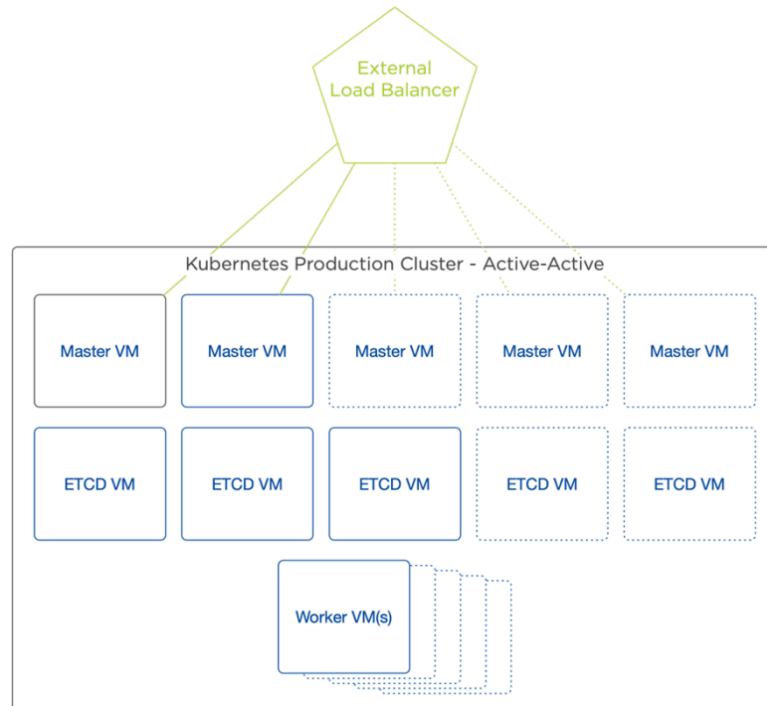 External
Load Balancer
Kubernetes Production Cluster - Active-Active
Master VM
Master VM
Master VM
Master VM
Master VM
ETCD VM
ETCD VM
ETCD VM
ETCD VM
ETCD VM
Worker VM(s)